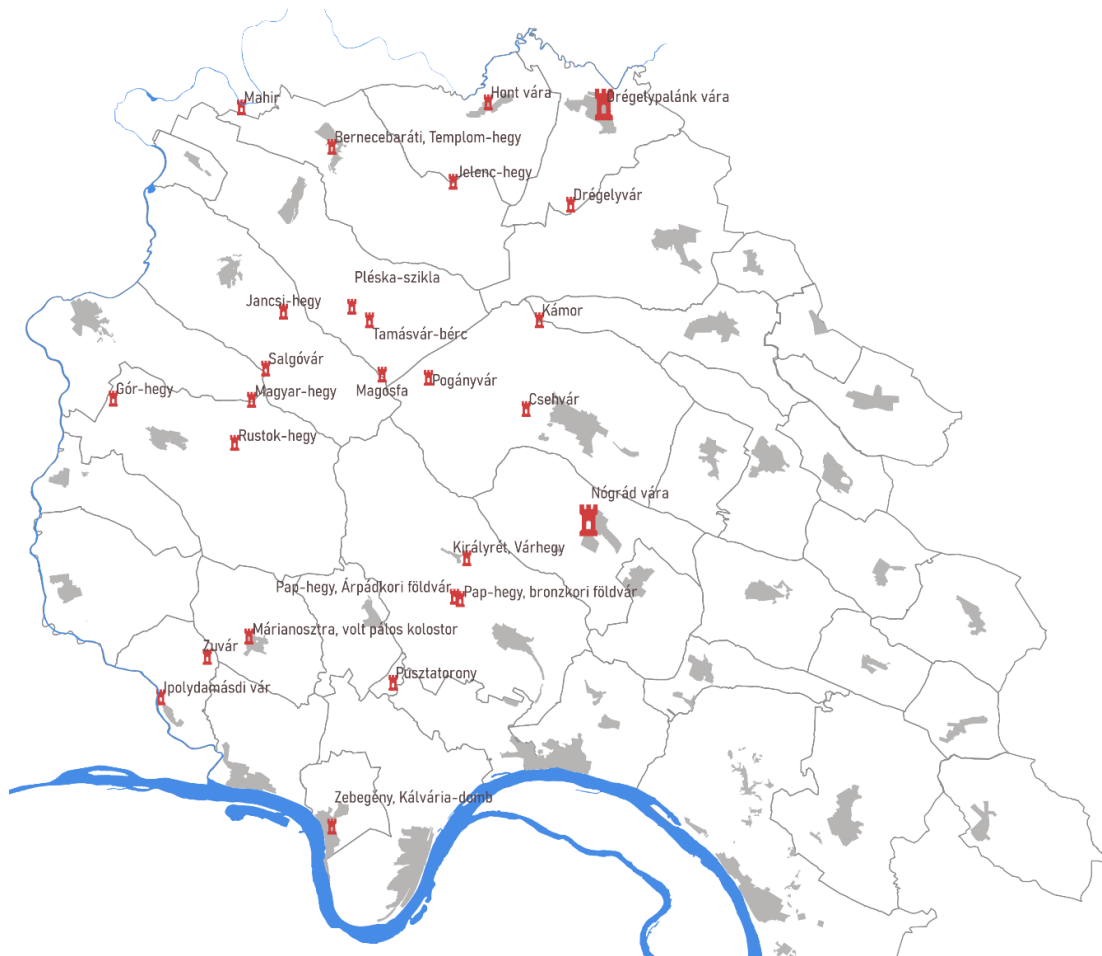 Mahir
Hont vára
Drégelypalánk vára
Bernecebaráti, Templom-hegy
Jelenc-hegy
Drégelyvár
Pléska-szikla
Jancsi-hegy
Kámor
Tamásvár-bérc
Salgóvár
Gór-hegy
Magyar-hegy
Magosfa
Pogányvár
Csehvár
Rustok-hegy
Nógrád vára
Királyrét, Várhegy
Pap-hegy, Árpádkori földvár
Pap-hegy, bronzkori földvár
Márianosztra, volt pálos kolostor
Zuvár
Pusztatorony
Ipolydamásdi vár
Zebegény, Kálvária-domb